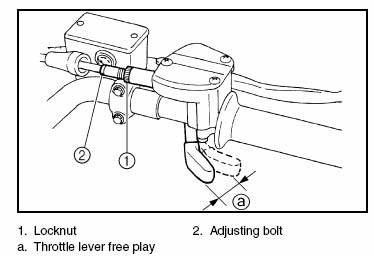 2
1
a
1. Locknut 2. Adjusting bolt
a. Throttle lever free play